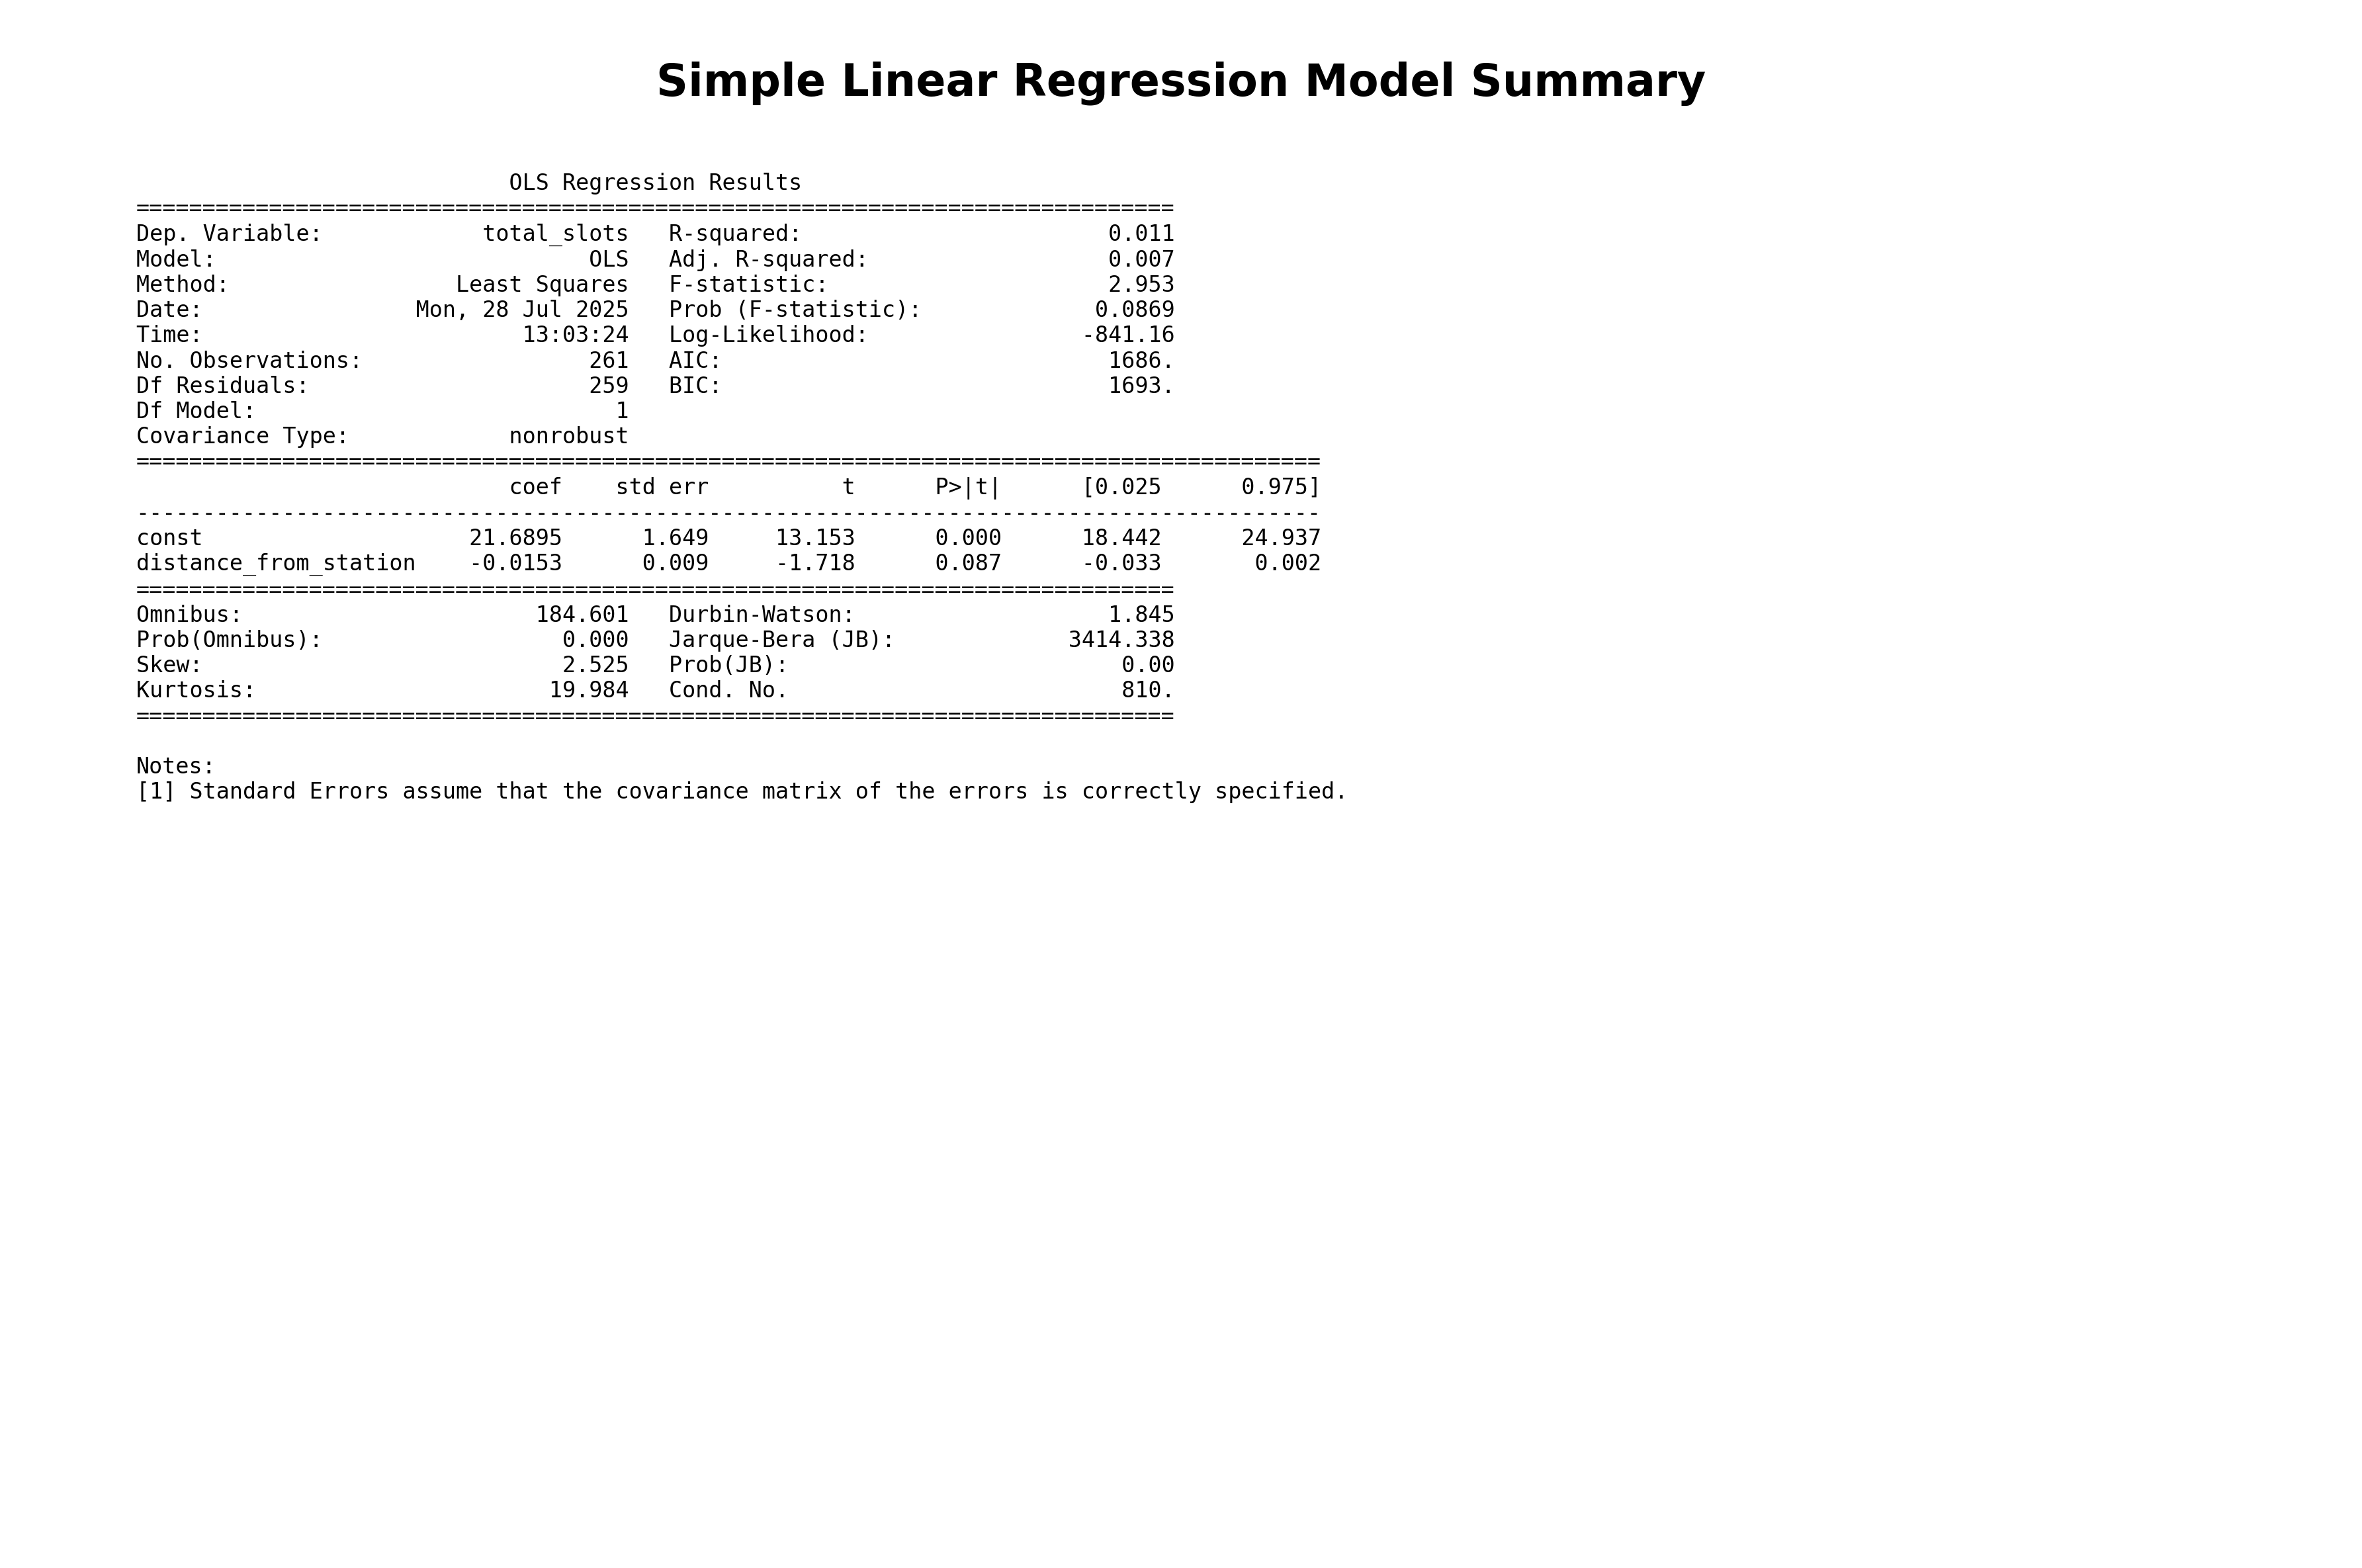 Simple Linear Regression Model Summary
                            OLS Regression Results
==============================================================================
Dep. Variable:            total_slots   R-squared:                       0.011
Model:                            OLS   Adj. R-squared:                  0.007
Method:                 Least Squares   F-statistic:                     2.953
Date:                Mon, 28 Jul 2025   Prob (F-statistic):             0.0869
Time:                        13:03:24   Log-Likelihood:                -841.16
No. Observations:                 261   AIC:                             1686.
Df Residuals:                     259   BIC:                             1693.
Df Model:                           1
Covariance Type:            nonrobust
=========================================================================================
                            coef    std err          t      P>|t|      [0.025      0.975]
-----------------------------------------------------------------------------------------
const                    21.6895      1.649     13.153      0.000      18.442      24.937
distance_from_station    -0.0153      0.009     -1.718      0.087      -0.033       0.002
==============================================================================
Omnibus:                      184.601   Durbin-Watson:                   1.845
Prob(Omnibus):                  0.000   Jarque-Bera (JB):             3414.338
Skew:                           2.525   Prob(JB):                         0.00
Kurtosis:                      19.984   Cond. No.                         810.
==============================================================================
Notes:
[1] Standard Errors assume that the covariance matrix of the errors is correctly specified.